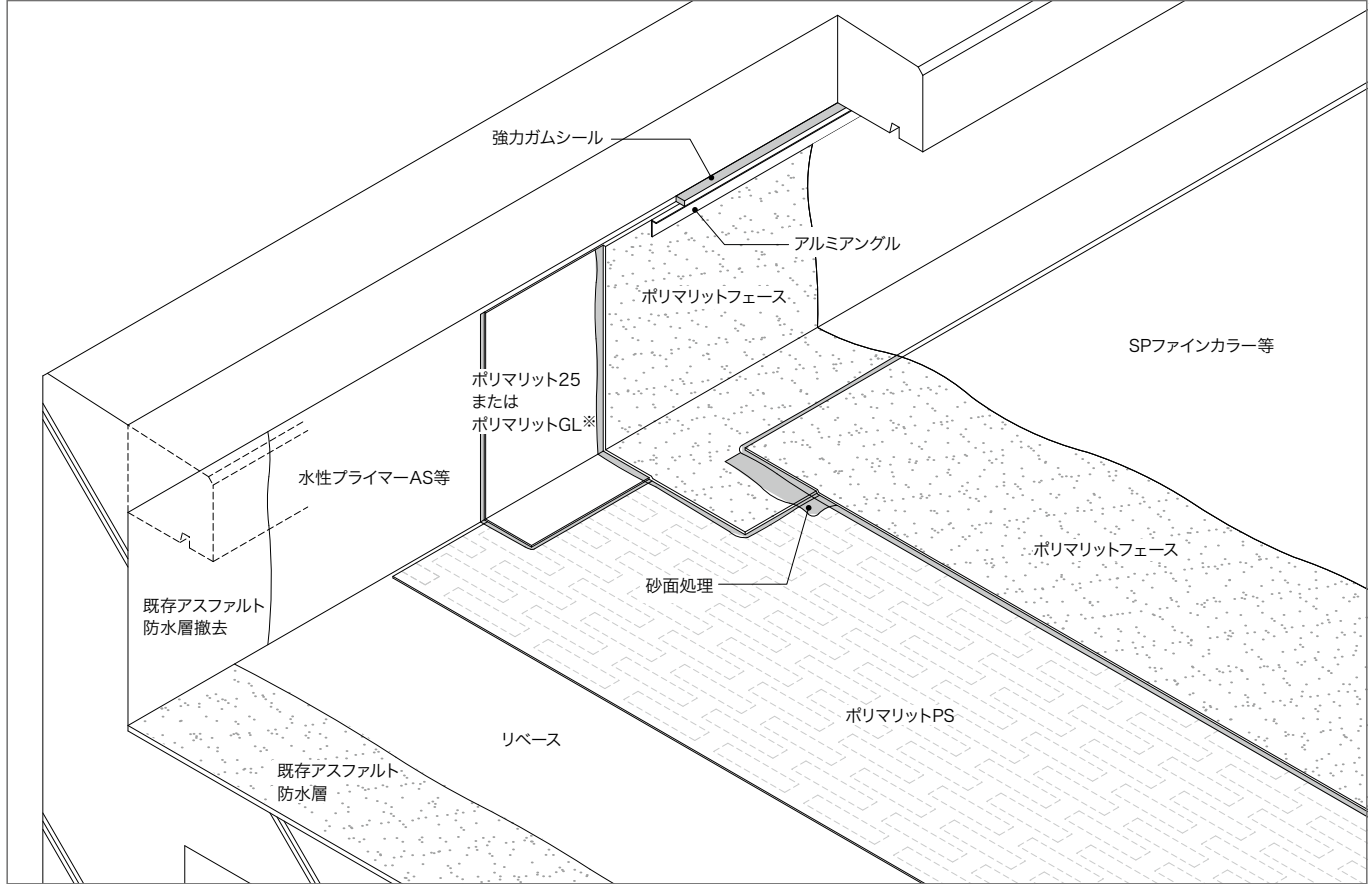 強力ガムシール
アルミアングル
ポリマリットフェース
SPファインカラー等
ポリマリット25
または
ポリマリットGL※
水性プライマーAS等
ポリマリットフェース
砂面処理
既存アスファルト
防水層撤去
ポリマリットPS
リベース
既存アスファルト
防水層